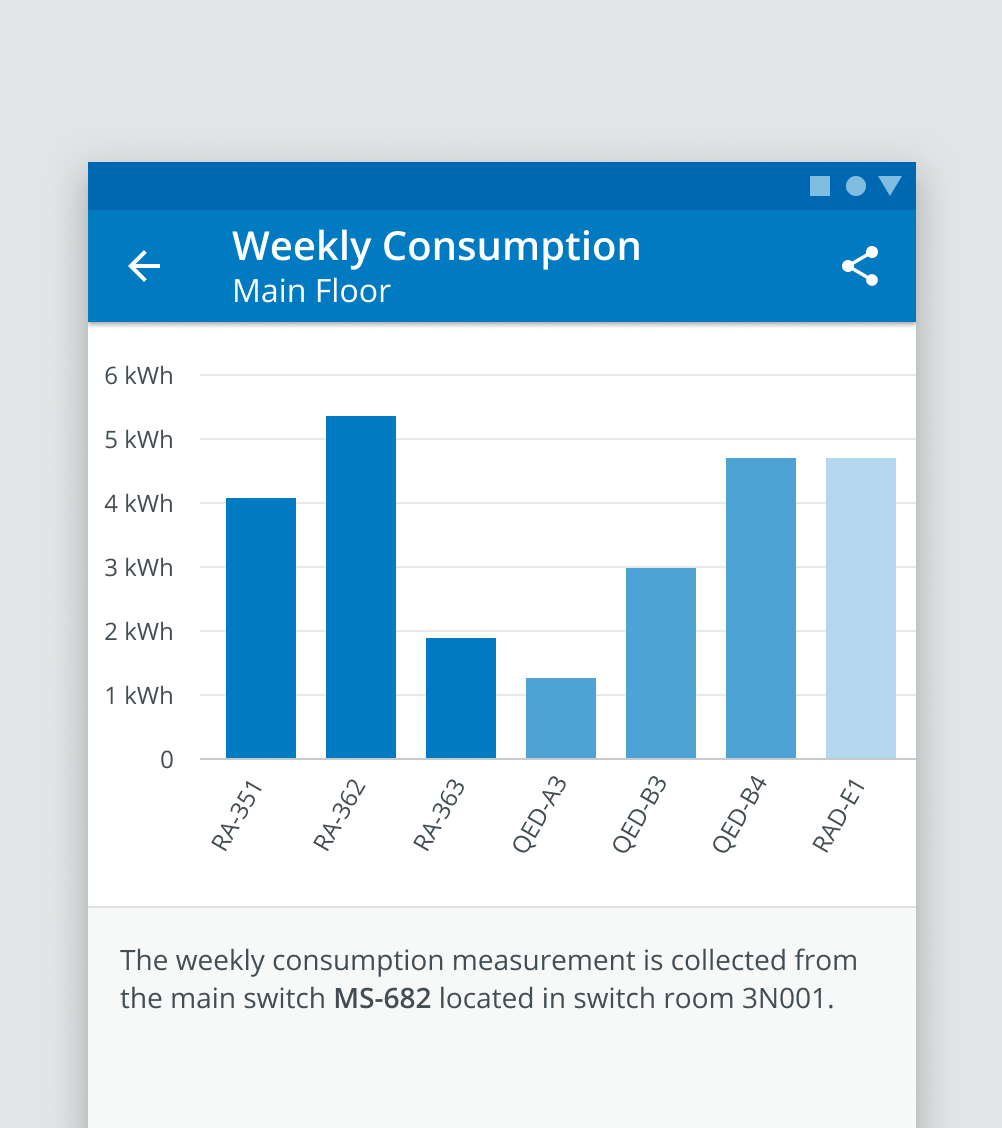 Weekly Consumption
Main Floor
6 kWh
5 kWh
4 kWh
3 kWh
2 kWh
1 kWh
0
RA-351
RA-362
RA-363
QED-A3
QED-B3
QED-B4
RAD-E1
The weekly consumption measurement is collected from
the main switch MS-682 located in switch room 3N001.